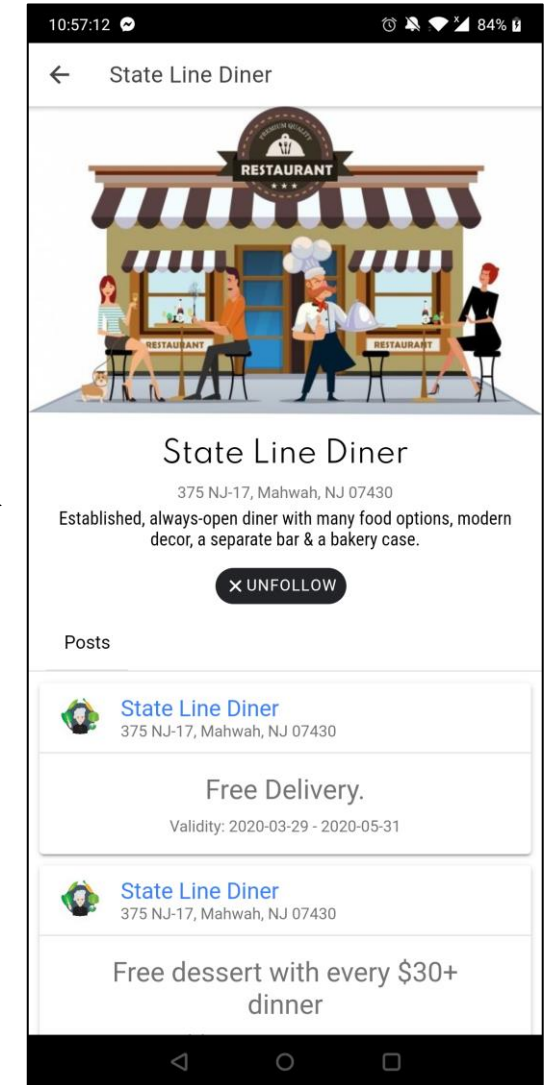 10:57:12
84%
State Line Diner
PREMIUM QUALITY
RESTAURANT
RESTAURANT
RESTAURANT
State Line Diner
375 NJ-17, Mahwah, NJ 07430
Established, always-open diner with many food options, modern
decor, a separate bar & a bakery case.
UNFOLLOW
Posts
State Line Diner
375 NJ-17, Mahwah, NJ 07430
Free Delivery.
Validity: 2020-03-29 - 2020-05-31
State Line Diner
375 NJ-17, Mahwah, NJ 07430
Free dessert with every $30+
dinner